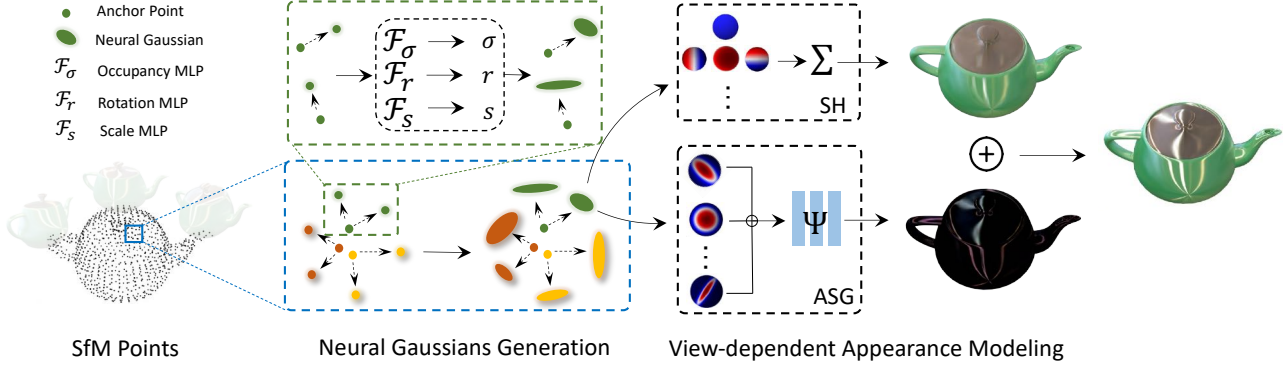 Anchor Point
Neural Gaussian
ℱσ Occupancy MLP
ℱr Rotation MLP
ℱs Scale MLP
ℱσ σ
ℱr r
ℱs s
Σ
SH
Ψ
ASG
SfM Points
Neural Gaussians Generation
View-dependent Appearance Modeling